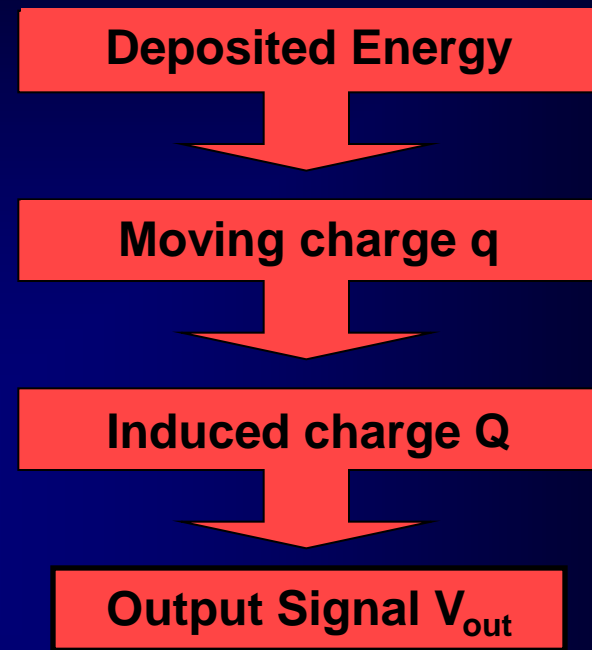 Deposited Energy
Moving charge q
Induced charge Q
Output Signal Vout